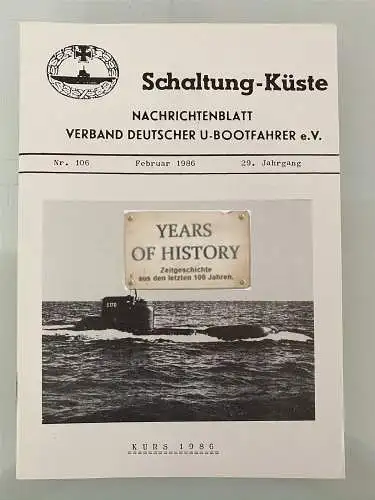 Schaltung-Küste
NACHRICHTENBLATT
VERBAND DEUTSCHER U-BOOTFAHRER e.V.
Nr. 106 Februar 1986 29. Jahrgang
YEARS
OF HISTORY
Zeitgeschichte
aus den letzten 100 Jahren.
KURS 1986